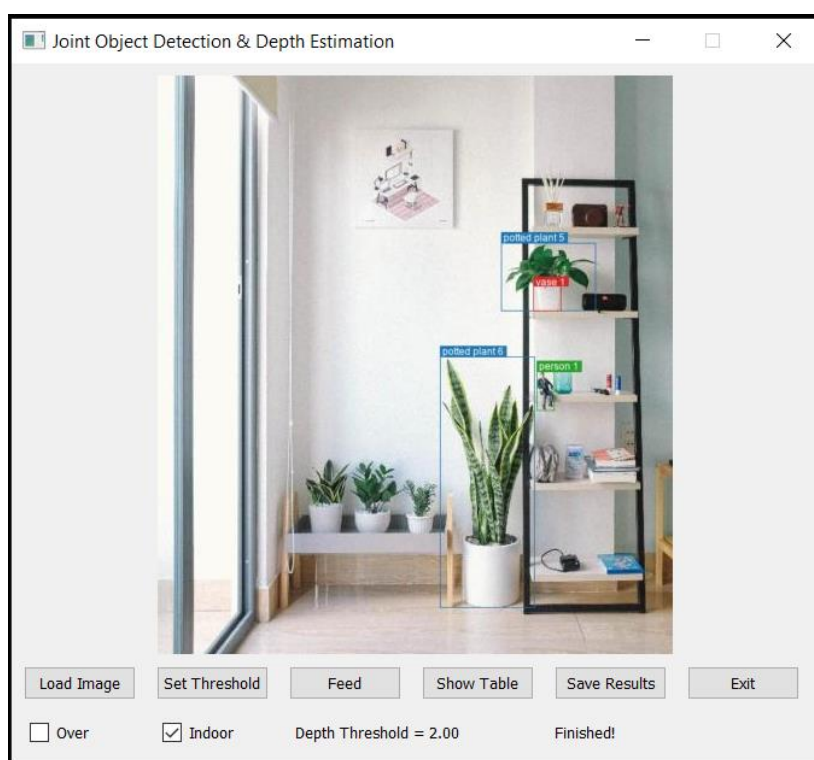 Joint Object Detection & Depth Estimation
potted plant 5
vase 1
potted plant 6
person 1
Load Image
Set Threshold
Feed
Show Table
Save Results
Exit
Over
Indoor
Depth Threshold = 2.00
Finished!